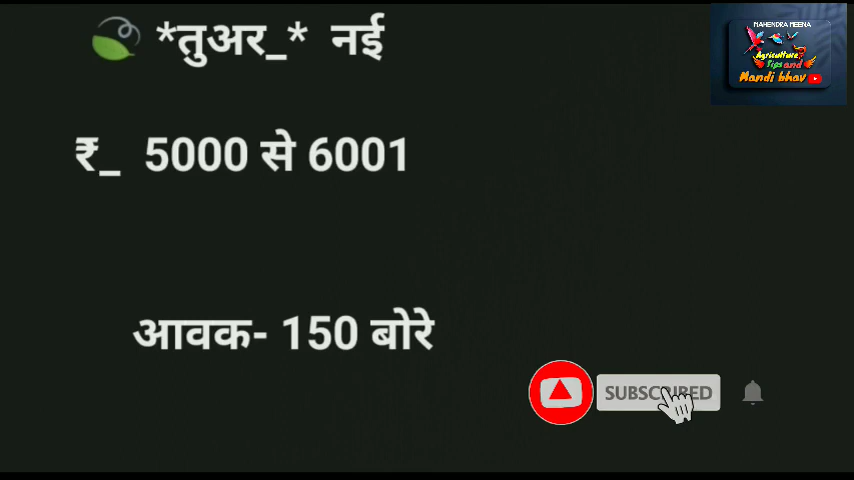 *तुअर_* नई
₹_ 5000 से 6001
आवक- 150 बोरे
MAHENDRA MEENA
Agriculture
Tips and
Mandi bhav
SUBSCRIBED